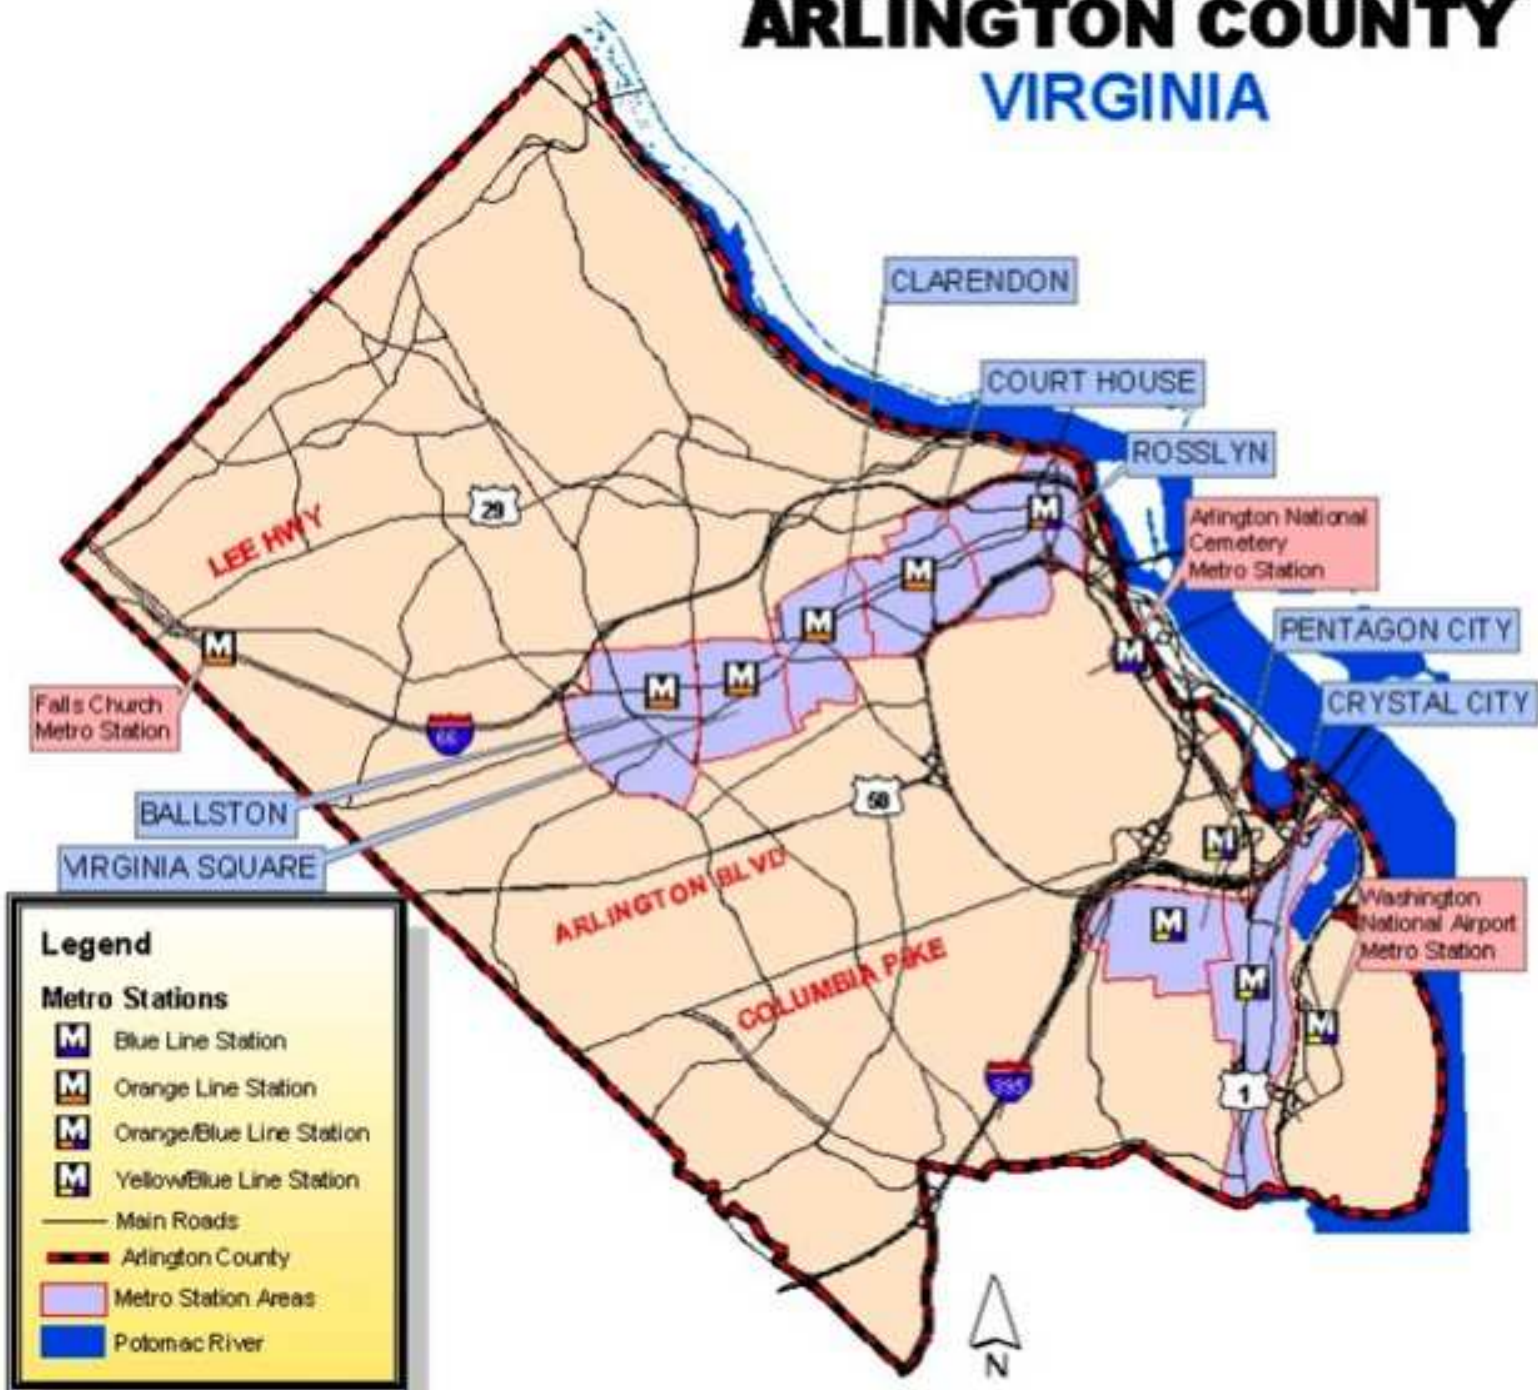 ARLINGTON COUNTY
VIRGINIA
CLARENDON
COURT HOUSE
ROSSLYN
Arlington National
Cemetery
Metro Station
PENTAGON CITY
CRYSTAL CITY
29
LEE HWY
M
M
M
M
M
M
M
Falls Church
Metro Station
66
BALLSTON
VIRGINIA SQUARE
50
ARLINGTON BLVD
COLUMBIA PIKE
M
M
M
M
Washington
National Airport
Metro Station
395
1
N
Legend
Metro Stations
M Blue Line Station
M Orange Line Station
M Orange/Blue Line Station
M Yellow/Blue Line Station
Main Roads
Arlington County
Metro Station Areas
Potomac River